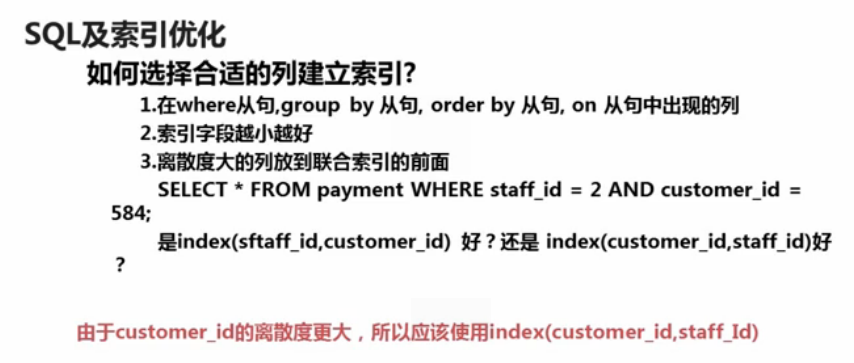 SQL及索引优化
如何选择合适的列建立索引?
1.在where从句,group by 从句, order by 从句, on 从句中出现的列
2.索引字段越小越好
3.离散度大的列放到联合索引的前面
SELECT * FROM payment WHERE staff_id = 2 AND customer_id =
584;
是index(sftaff_id,customer_id) 好？还是 index(customer_id,staff_id)好
？
由于customer_id的离散度更大，所以应该使用index(customer_id,staff_Id)